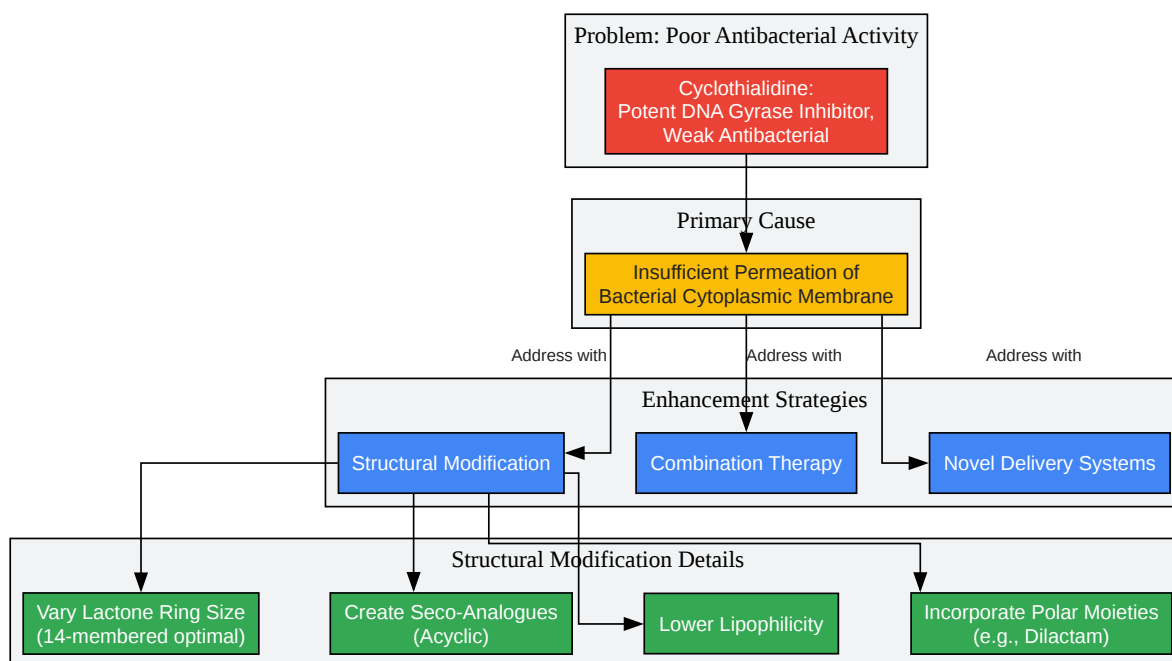 Problem: Poor Antibacterial Activity
Cyclothialidine:
Potent DNA Gyrase Inhibitor,
Weak Antibacterial
Primary Cause
Insufficient Permeation of
Bacterial Cytoplasmic Membrane
Address with
Address with
Address with
Enhancement Strategies
Structural Modification
Combination Therapy
Novel Delivery Systems
Structural Modification Details
Vary Lactone Ring Size
(14-membered optimal)
Create Seco-Analogues
(Acyclic)
Lower Lipophilicity
Incorporate Polar Moieties
(e.g., Dilactam)